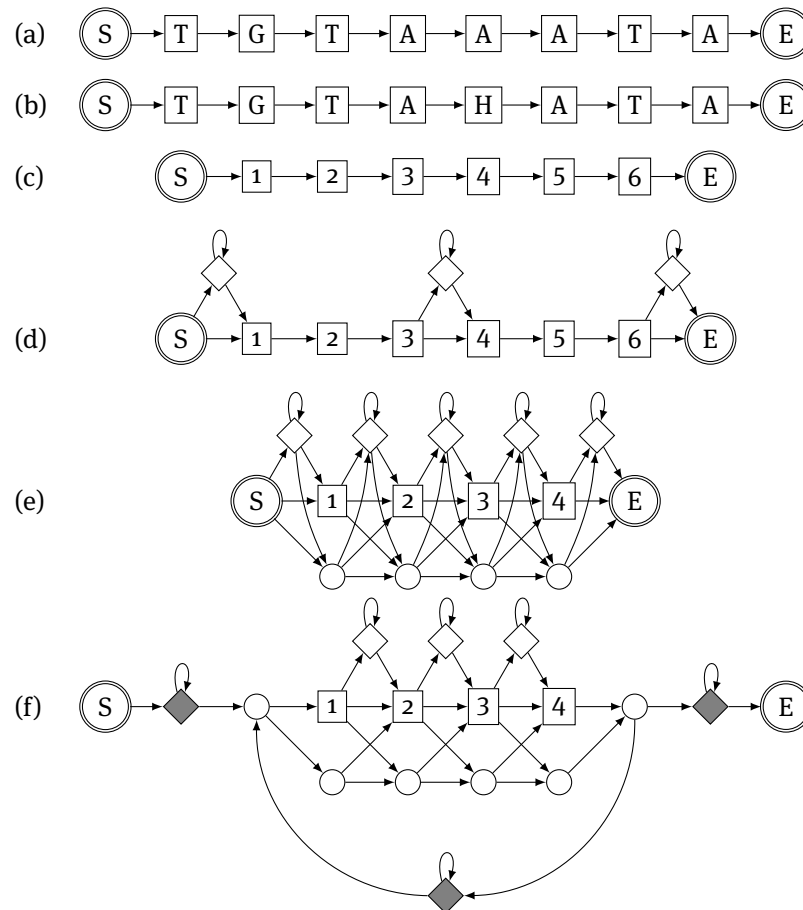 (a) S T G T A A A T A E
(b) S T G T A H A T A E
(c) S 1 2 3 4 5 6 E
(d) S 1 2 3 4 5 6 E
(e) S 1 2 3 4 E
(f) S 1 2 3 4 E